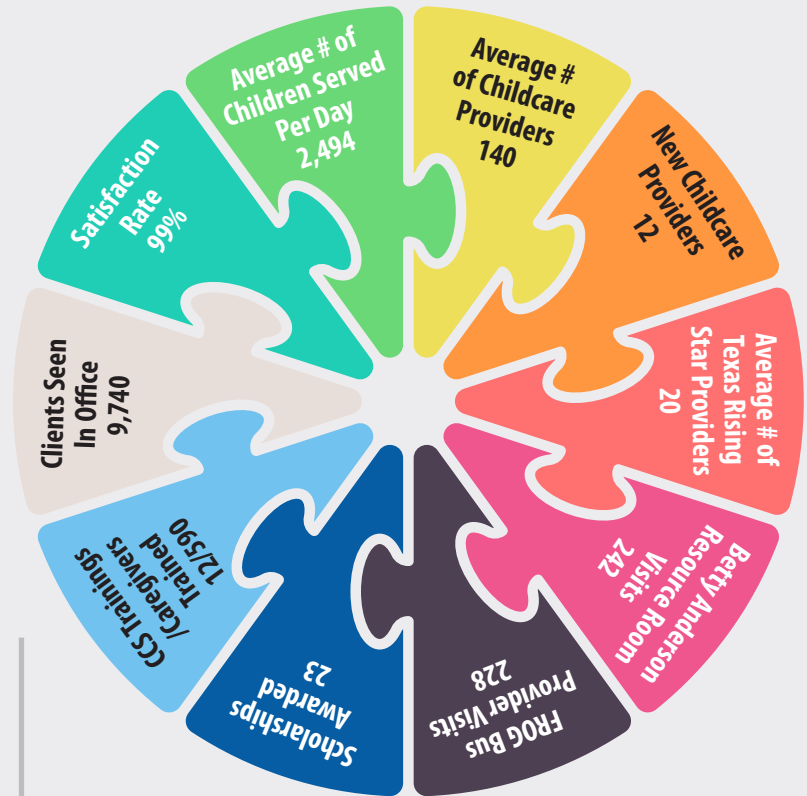 Average # of
Children Served
Per Day
2,494
Average #
of Childcare
Providers
140
New Childcare
Providers
12
Average # of
Texas Rising
Star Providers
20
Betty Anderson
Resource Room
Visits
242
FROG Bus
Provider Visits
228
Scholarships
Awarded
23
CCS Trainings
/Caregivers
Trained
12/590
Clients Seen
In Office
9,740
Satisfaction
Rate
99%